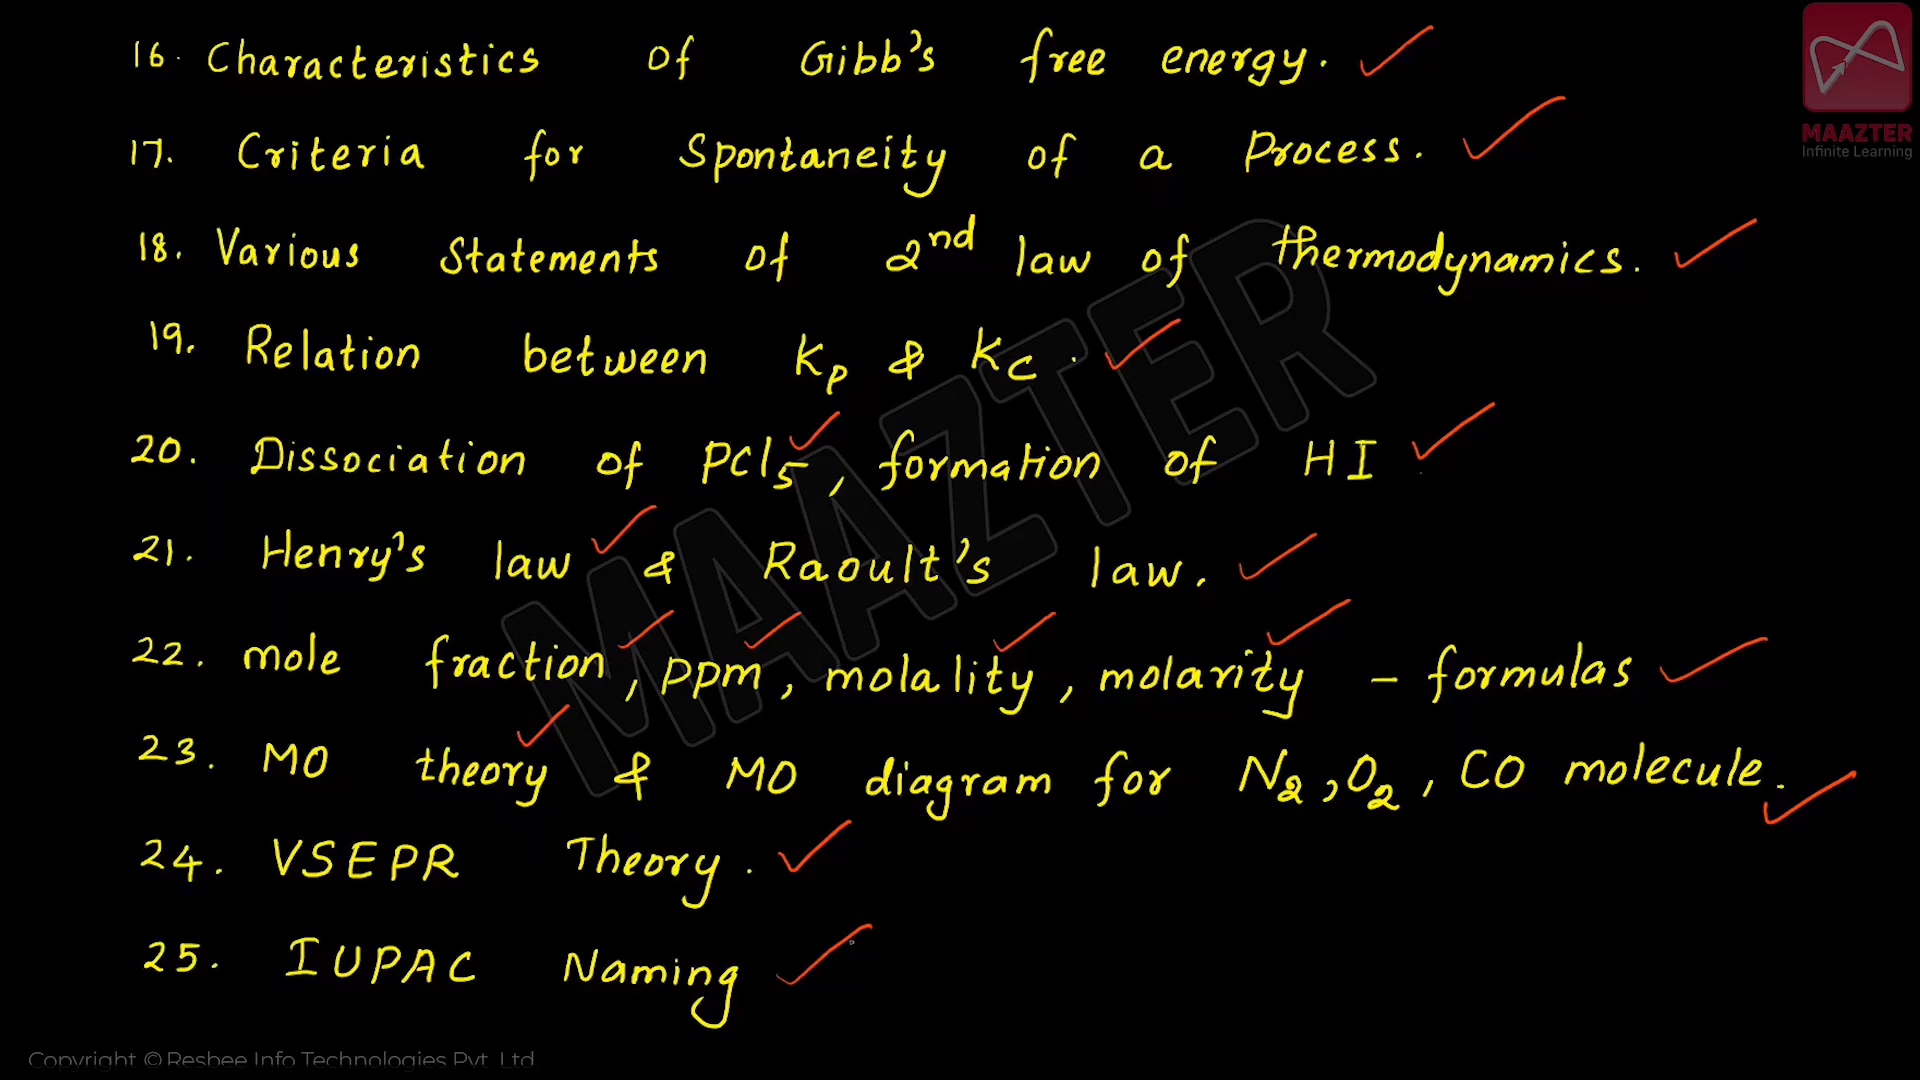 16. Characteristics of Gibb's free energy.
17. Criteria for Spontaneity of a Process.
18. Various Statements of 2nd law of thermodynamics.
19. Relation between Kp & Kc.
20. Dissociation of PCl5, formation of HI
21. Henry's law & Raoult's law.
22. mole fraction, ppm, molality, molarity - formulas
23. MO theory & MO diagram for N2, O2, CO molecule.
24. VSEPR Theory.
25. IUPAC Naming
MAAZTER
Infinite Learning
MAAZTER
Copyright © Resbee Info Technologies Pvt. Ltd.